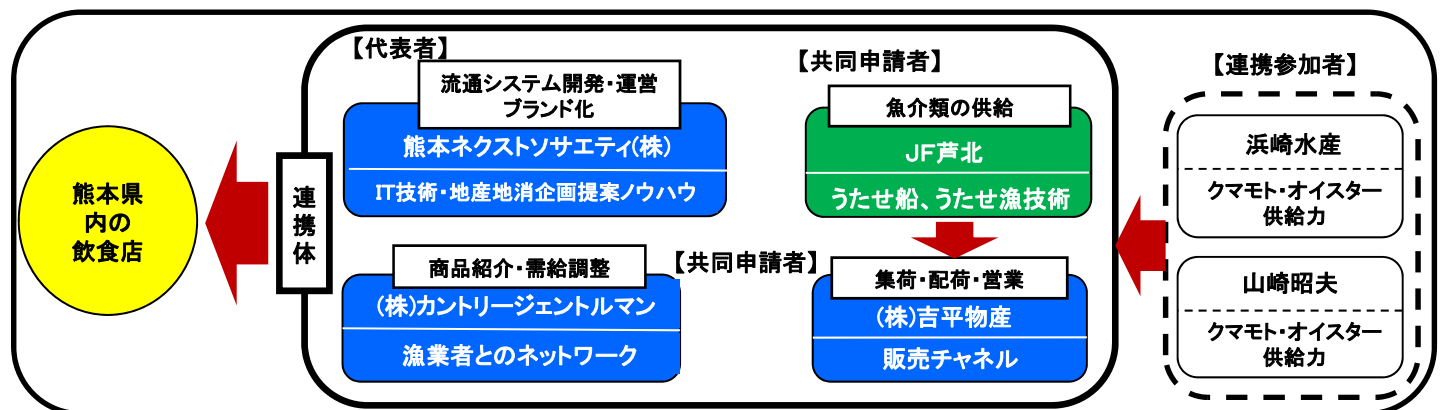 【代表者】
流通システム開発・運営
ブランド化
熊本ネクストソサエティ(株)
IT技術・地産地消企画提案ノウハウ
【共同申請者】
魚介類の供給
JF芦北
うたせ船、うたせ漁技術
【連携参加者】
浜崎水産
クマモト・オイスター
供給力
山崎昭夫
クマモト・オイスター
供給力
熊本県
内の
飲食店
連
携
体
商品紹介・需給調整
(株)カントリージェントルマン
漁業者とのネットワーク
【共同申請者】
集荷・配荷・営業
(株)吉平物産
販売チャネル